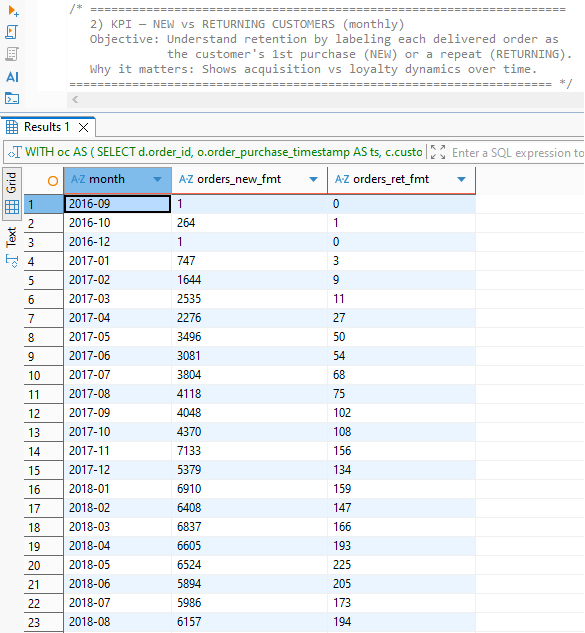 /* =====================================================================
2) KPI — NEW vs RETURNING CUSTOMERS (monthly)
Objective: Understand retention by labeling each delivered order as
the customer's 1st purchase (NEW) or a repeat (RETURNING).
Why it matters: Shows acquisition vs loyalty dynamics over time.
===================================================================== */
AI
Results 1
WITH oc AS ( SELECT d.order_id, o.order_purchase_timestamp AS ts, c.custo
Enter a SQL expression to
Grid
Text
A-Z month A-Z orders_new_fmt A-Z orders_ret_fmt
1 2016-09 1 0
2 2016-10 264 1
3 2016-12 1 0
4 2017-01 747 3
5 2017-02 1644 9
6 2017-03 2535 11
7 2017-04 2276 27
8 2017-05 3496 50
9 2017-06 3081 54
10 2017-07 3804 68
11 2017-08 4118 75
12 2017-09 4048 102
13 2017-10 4370 108
14 2017-11 7133 156
15 2017-12 5379 134
16 2018-01 6910 159
17 2018-02 6408 147
18 2018-03 6837 166
19 2018-04 6605 193
20 2018-05 6524 225
21 2018-06 5894 205
22 2018-07 5986 173
23 2018-08 6157 194